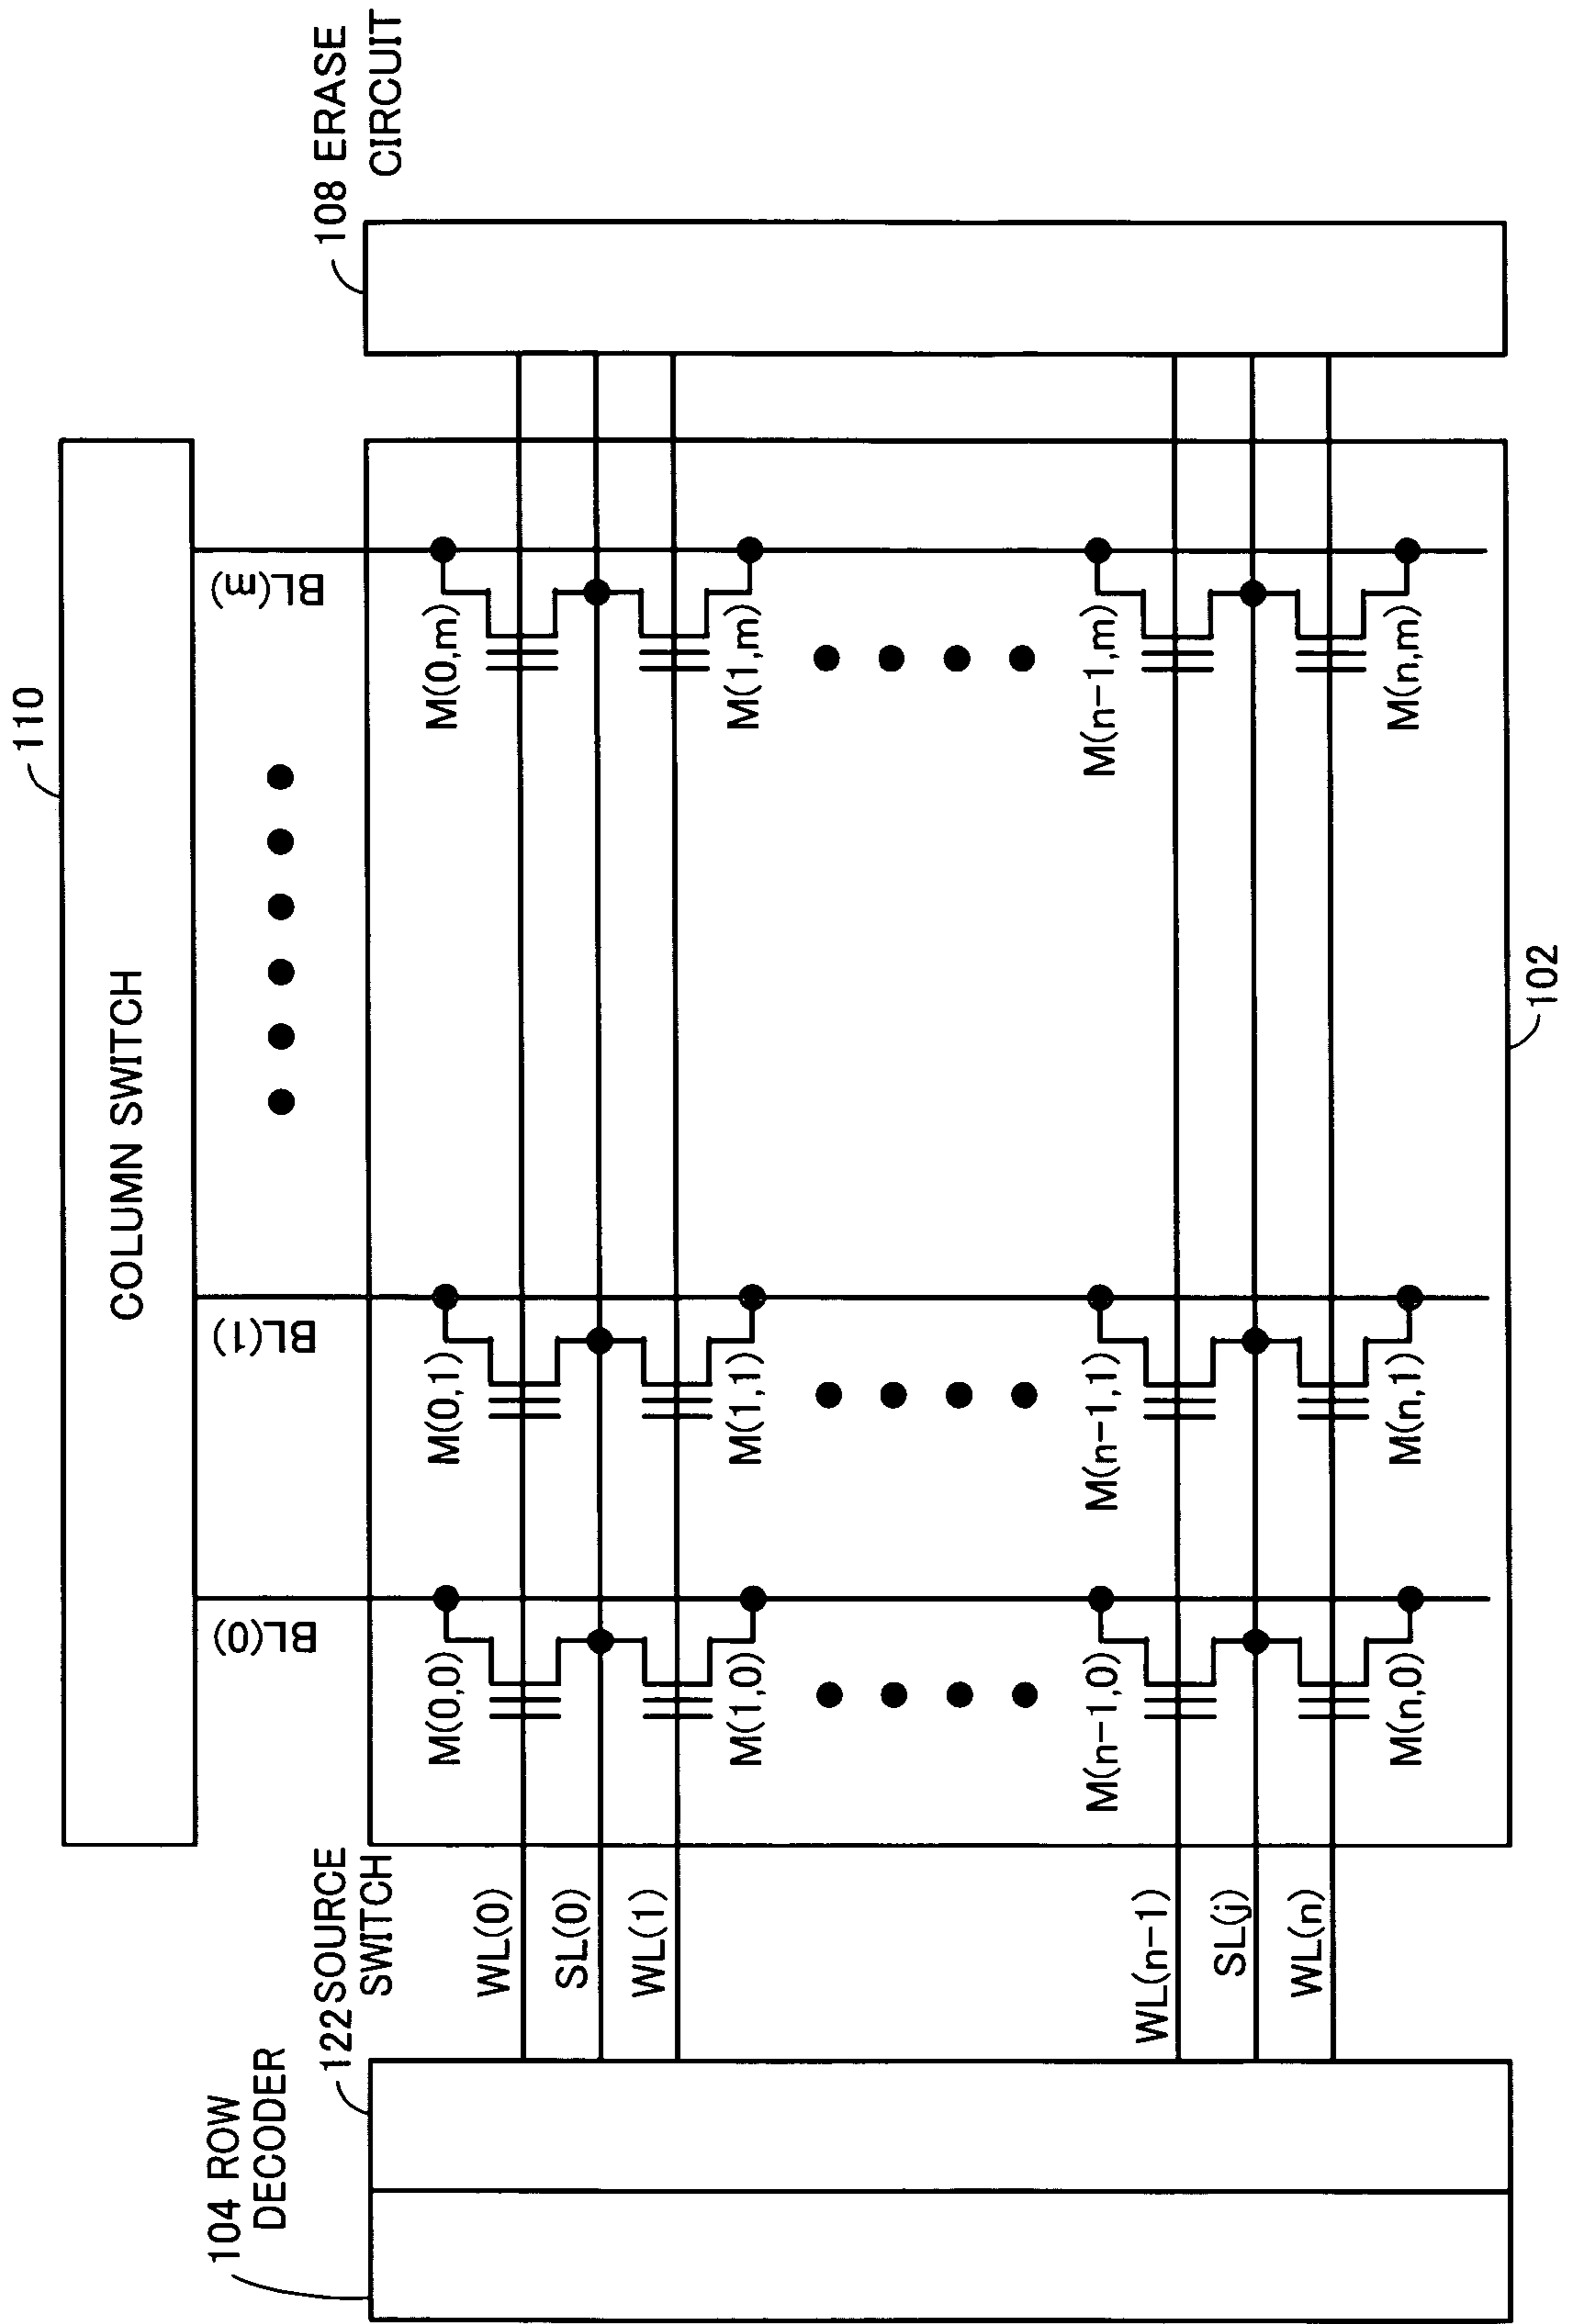 110
COLUMN SWITCH
108 ERASE
CIRCUIT
104 ROW
DECODER
122SOURCE
SWITCH
BL(0)
BL(1)
BL(m)
M(0,0)
M(0,1)
M(0,m)
WL(0)
SL(0)
WL(1)
M(1,0)
M(1,1)
M(1,m)
M(n-1,0)
M(n-1,1)
M(n-1,m)
WL(n-1)
SL(j)
WL(n)
M(n,0)
M(n,1)
M(n,m)
102